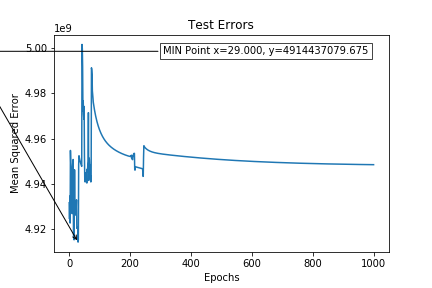 Test Errors
1e9
5.00
4.98
4.96
4.94
4.92
Mean Squared Error
MIN Point x=29.000, y=4914437079.675
0
200
400
600
800
1000
Epochs